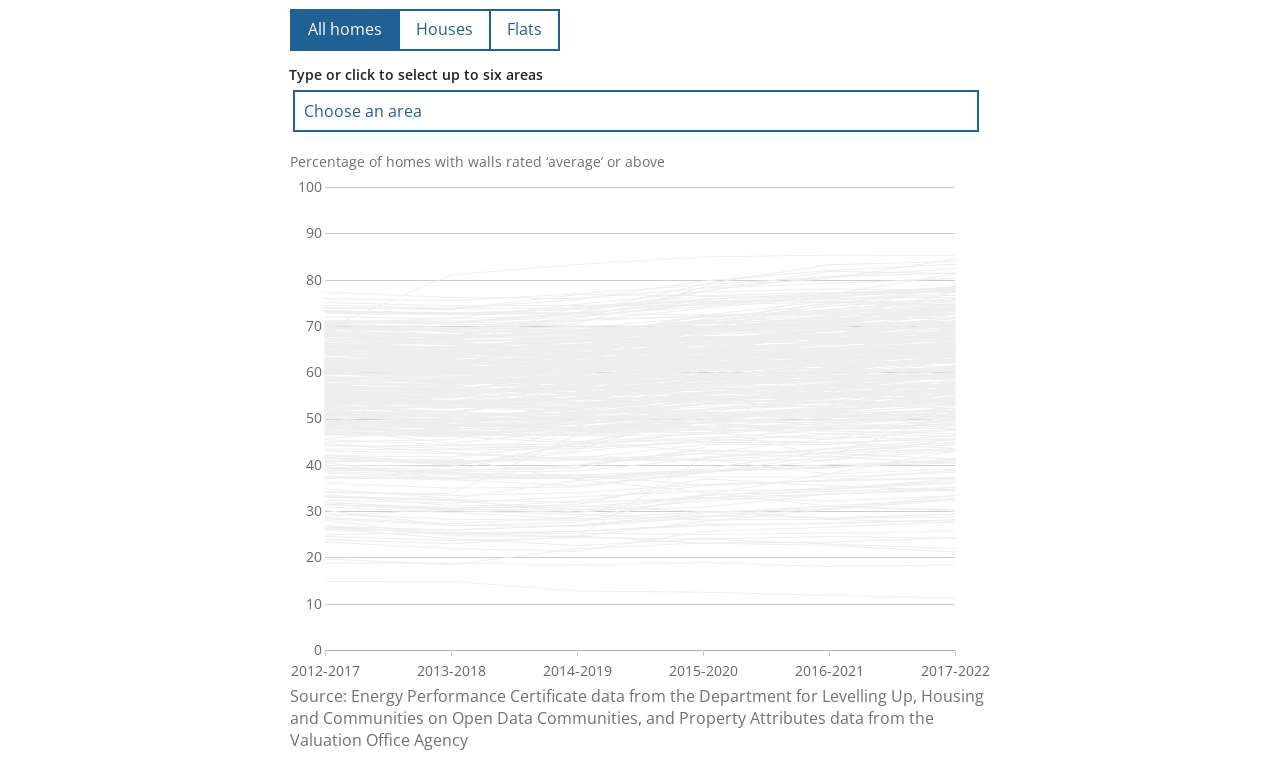 All homes Houses Flats
Type or click to select up to six areas
Choose an area
Percentage of homes with walls rated ‘average’ or above
100
90
80
70
60
50
40
30
20
10
0
2012-2017 2013-2018 2014-2019 2015-2020 2016-2021 2017-2022
Source: Energy Performance Certificate data from the Department for Levelling Up, Housing
and Communities on Open Data Communities, and Property Attributes data from the
Valuation Office Agency